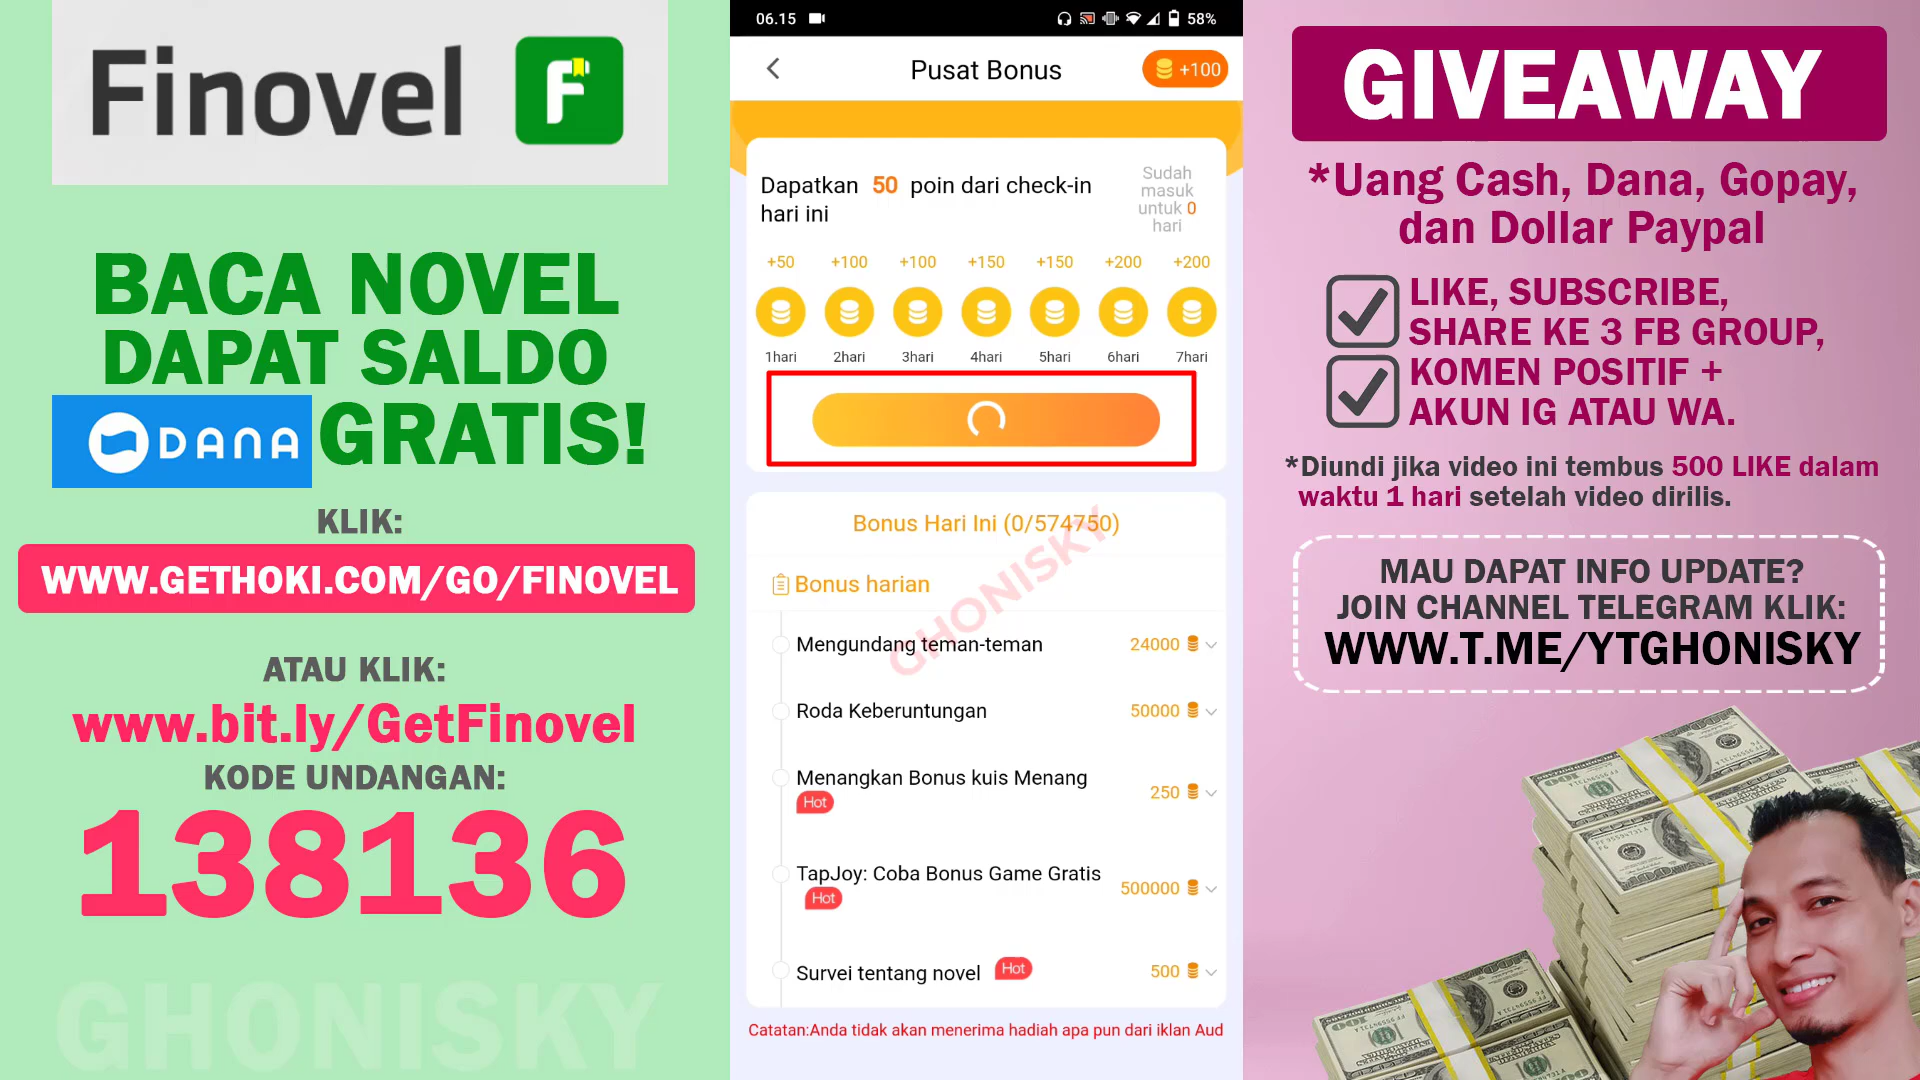 Finovel
F
BACA NOVEL
DAPAT SALDO
DANA GRATIS!
KLIK:
WWW.GETHOKI.COM/GO/FINOVEL
ATAU KLIK:
www.bit.ly/GetFinovel
KODE UNDANGAN:
138136
GHONISKY
06.15
58%
Pusat Bonus
+100
Dapatkan 50 poin dari check-in
hari ini
Sudah
masuk
untuk 0
hari
+50 +100 +100 +150 +150 +200 +200
1hari 2hari 3hari 4hari 5hari 6hari 7hari
Bonus Hari Ini (0/574750)
GHONISKY
Bonus harian
Mengundang teman-teman 24000
Roda Keberuntungan 50000
Menangkan Bonus kuis Menang
Hot
250
TapJoy: Coba Bonus Game Gratis
Hot
500000
Survei tentang novel Hot 500
Catatan:Anda tidak akan menerima hadiah apa pun dari iklan Aud
GIVEAWAY
*Uang Cash, Dana, Gopay,
dan Dollar Paypal
LIKE, SUBSCRIBE,
SHARE KE 3 FB GROUP,
KOMEN POSITIF +
AKUN IG ATAU WA.
*Diundi jika video ini tembus 500 LIKE dalam
waktu 1 hari setelah video dirilis.
MAU DAPAT INFO UPDATE?
JOIN CHANNEL TELEGRAM KLIK:
WWW.T.ME/YTGHONISKY